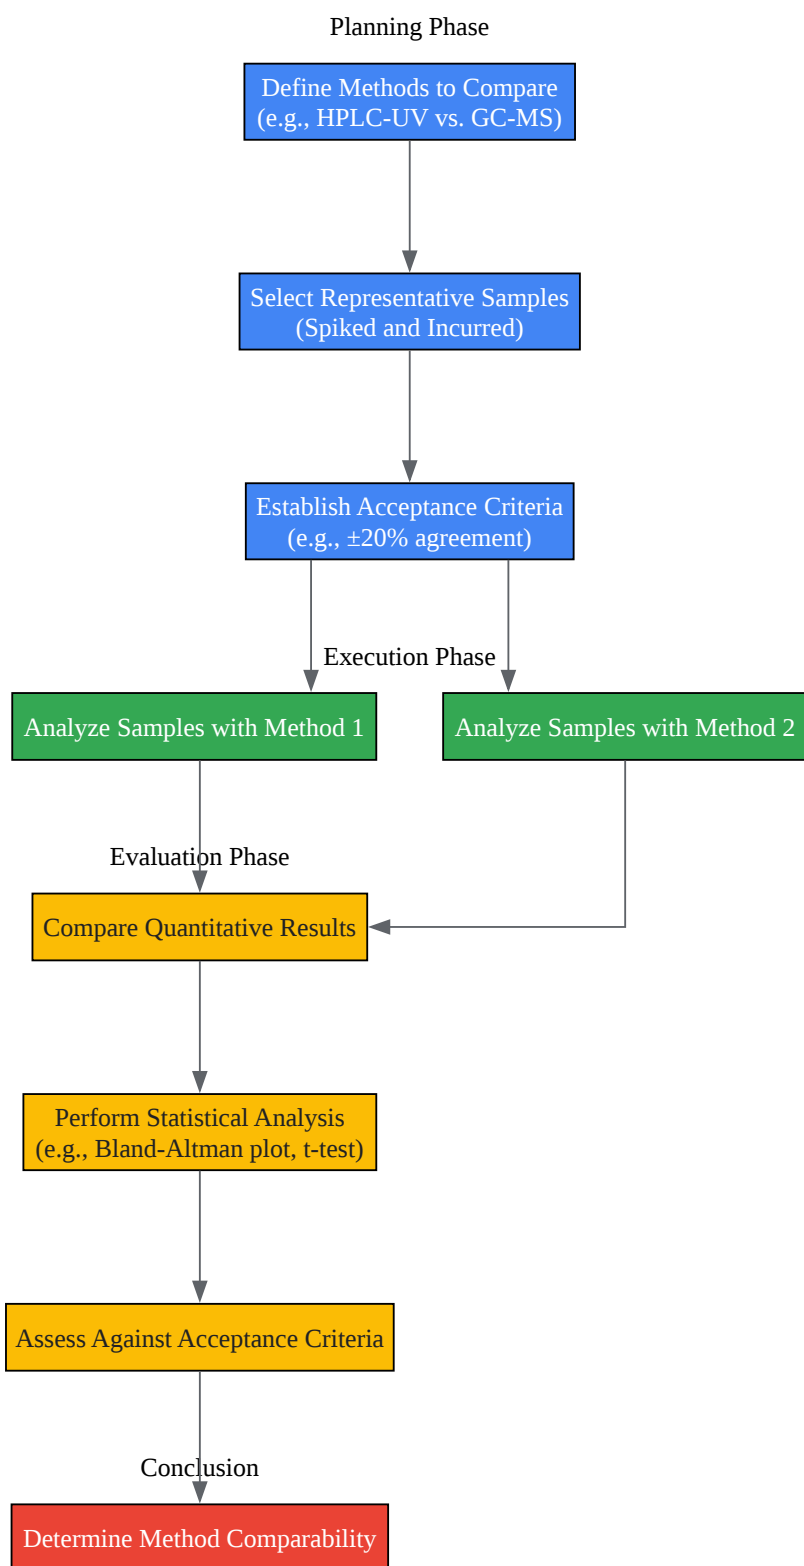 Planning Phase
Define Methods to Compare
(e.g., HPLC-UV vs. GC-MS)
Select Representative Samples
(Spiked and Incurred)
Establish Acceptance Criteria
(e.g., ±20% agreement)
Execution Phase
Analyze Samples with Method 1
Analyze Samples with Method 2
Evaluation Phase
Compare Quantitative Results
Perform Statistical Analysis
(e.g., Bland-Altman plot, t-test)
Assess Against Acceptance Criteria
Conclusion
Determine Method Comparability